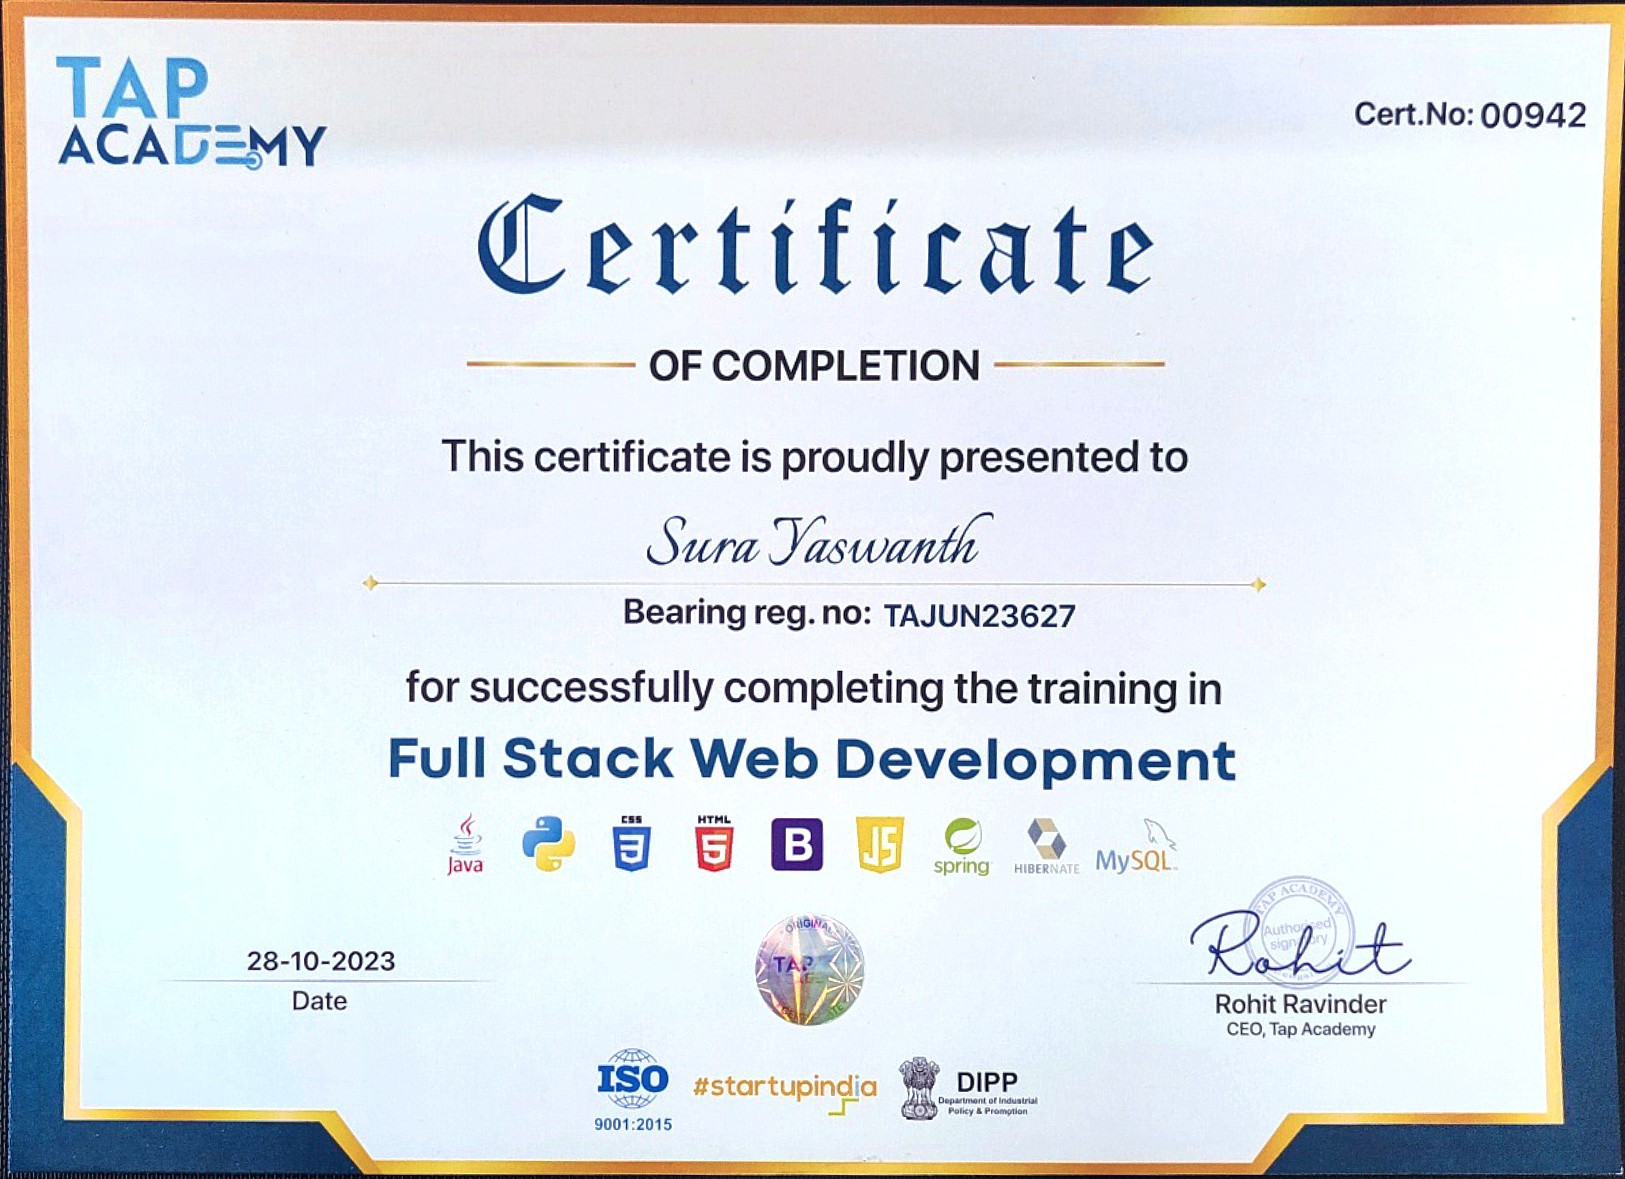 TAP
ACADEMY
Cert.No: 00942
Certificate
OF COMPLETION
This certificate is proudly presented to
Sura Yaswanth
Bearing reg. no: TAJUN23627
for successfully completing the training in
Full Stack Web Development
Java
CSS
3
HTML
5
B
JS
spring
HIBERNATE
MySQL
28-10-2023
Date
ORIGINAL
TAP
TAP ACADEMY
Authorised
signatory
Rohit
Rohit Ravinder
CEO, Tap Academy
ISO
9001:2015
#startupindia
DIPP
Department of Industrial
Policy & Promotion